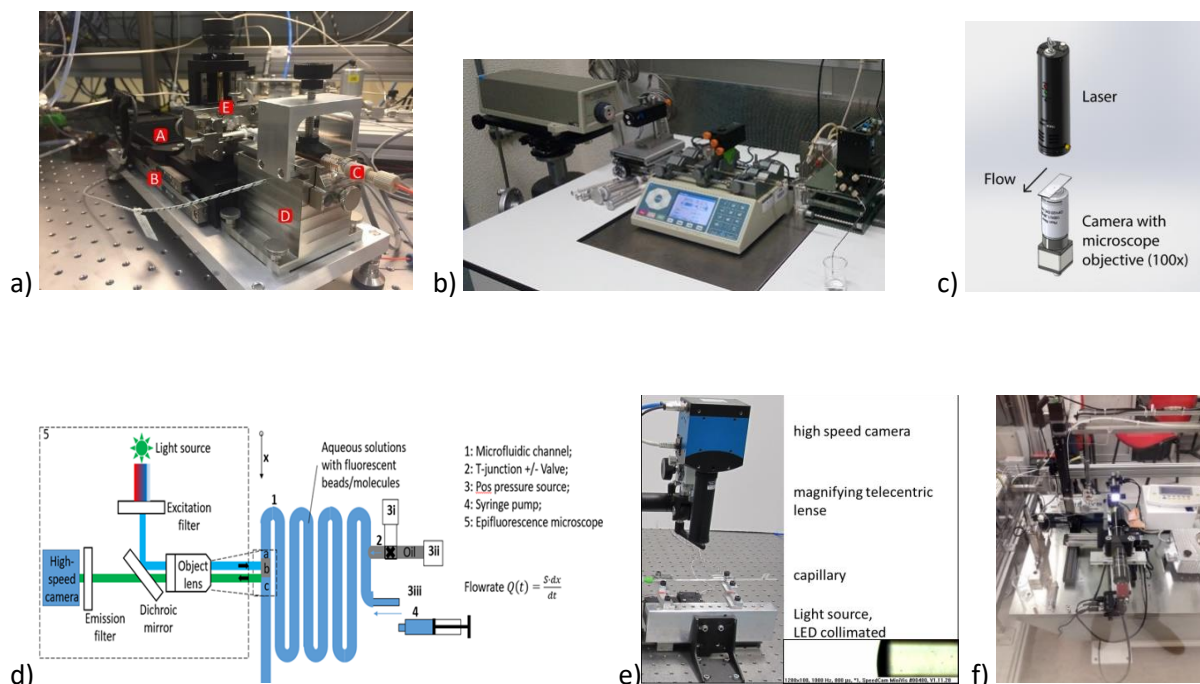 A
B
C
D
E
a)
b)
Laser
Flow
Camera with
microscope
objective (100x)
c)
5
Light source
Excitation
filter
High-
speed
camera
Emission
filter
Dichroic
mirror
Object
lens
a
b
c
x
1
Aqueous solutions
with fluorescent
beads/molecules
2
3i
Oil
3ii
3iii
4
1: Microfluidic channel;
2: T-junction +/- Valve;
3: Pos pressure source;
4: Syringe pump;
5: Epifluorescence microscope
Flowrate Q(t) = S·dx / dt
d)
high speed camera
magnifying telecentric
lense
capillary
Light source,
LED collimated
e)
f)